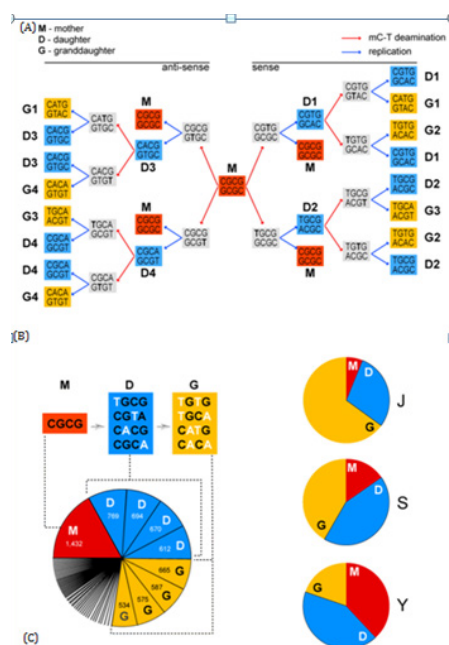 (A)
M - mother
D - daughter
G - granddaughter
mC-T deamination
replication
anti-sense
sense
G1
CATG
GTAC
D3
CACG
GTGC
D3
CACG
GTGC
G4
CACA
GTGT
G3
TGCA
ACGT
D4
CGCA
GCGT
D4
CGCA
GCGT
G4
CACA
GTGT
CATG
GTGC
CACG
GTGT
TGCA
GCGT
CGCA
GTGT
M
CGCG
GCGC
CACG
GTGC
D3
M
CGCG
GCGC
CGCA
GCGT
D4
CGCG
GTGC
CGCG
GCGT
M
CGCG
GCGC
CGTG
GCGC
TGCG
GCGC
D1
CGTG
GCAC
CGCG
GCGC
M
D2
TGCG
ACGC
CGCG
GCGC
M
CGTG
GTAC
TGTG
GCAC
TGCG
ACGT
TGTG
ACGC
CGTG
GCAC
D1
CATG
GTAC
G1
TGTG
ACAC
G2
CGTG
GCAC
D1
TGCG
ACGC
D2
TGCA
ACGT
G3
TGTG
ACAC
G2
TGCG
ACGC
D2
(B)
M
D
G
CGCG
TGCG
CGTA
CACG
CGCA
TGTG
TGCA
CATG
CACA
M
1,432
D
769
D
694
D
670
D
612
665
G
587
G
575
G
534
G
M
D
G
J
M
D
G
S
M
D
G
Y
(C)